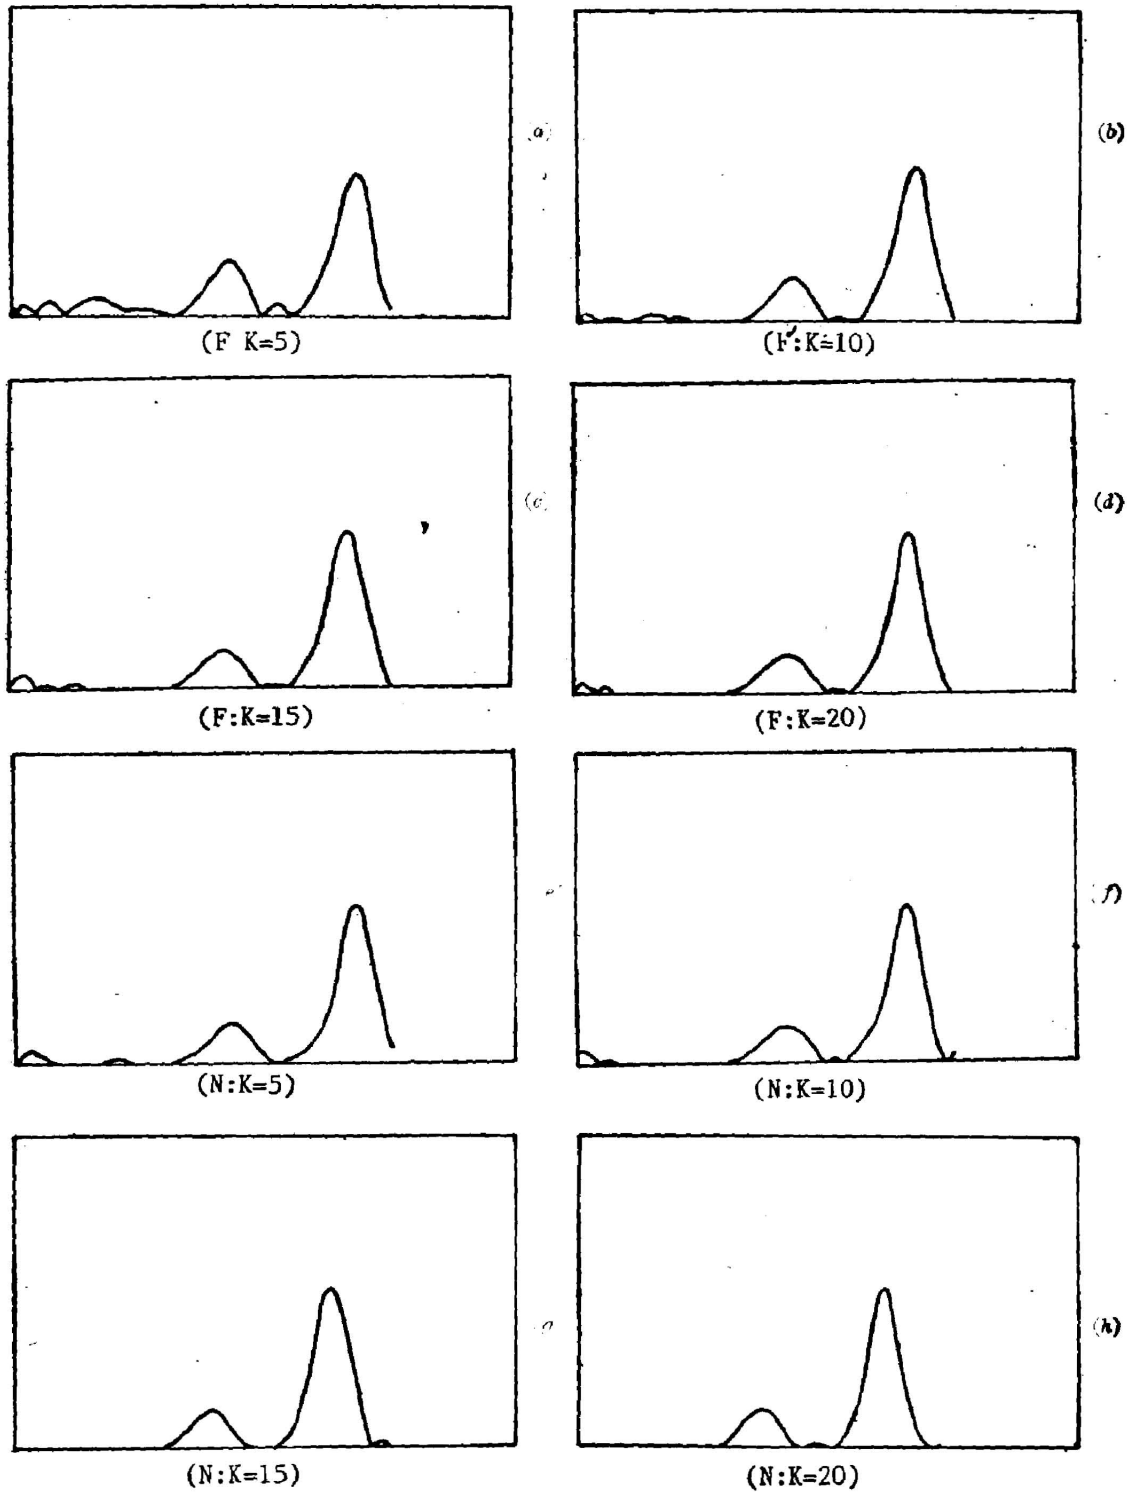 (a) (b)
(F K=5) (F:K=10)
(c) (d)
(F:K=15) (F:K=20)
(f)
(N:K=5) (N:K=10)
(h)
(N:K=15) (N:K=20)